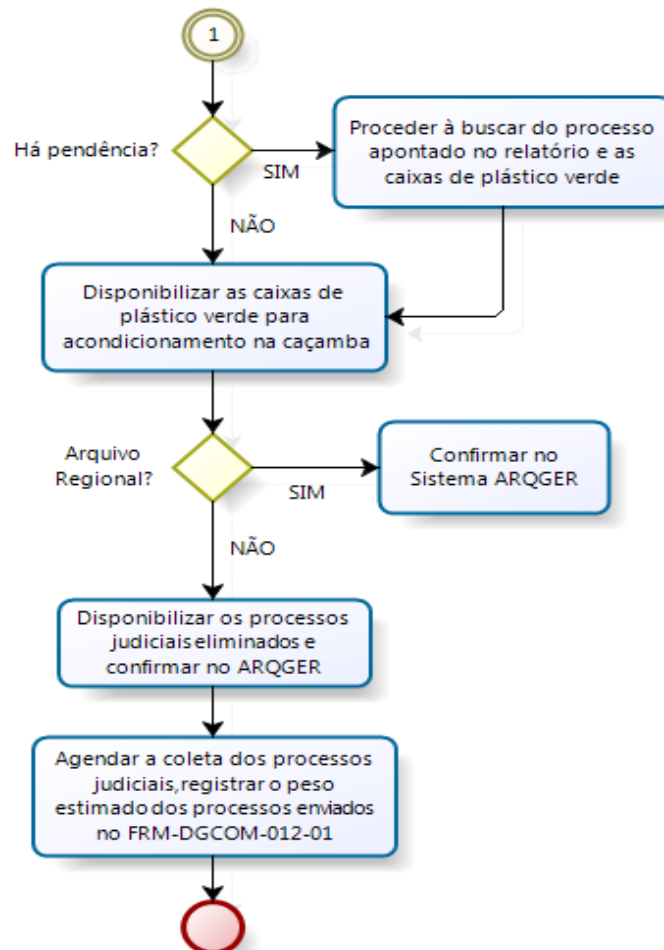 1
Há pendência?
SIM
Proceder à buscar do processo
apontado no relatório e as
caixas de plástico verde
NÃO
Disponibilizar as caixas de
plástico verde para
acondicionamento na caçamba
Arquivo
Regional?
SIM
Confirmar no
Sistema ARQGER
NÃO
Disponibilizar os processos
judiciais eliminados e
confirmar no ARQGER
Agendar a coleta dos processos
judiciais, registrar o peso
estimado dos processos enviados
no FRM-DGCOM-012-01